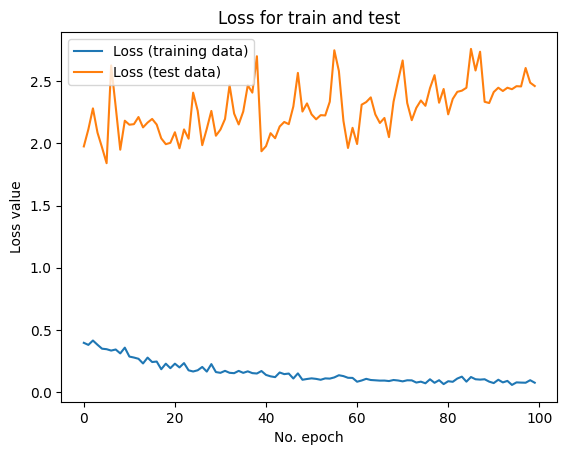 Loss for train and test
Loss (training data)
Loss (test data)
Loss value
2.5
2.0
1.5
1.0
0.5
0.0
0
20
40
60
80
100
No. epoch